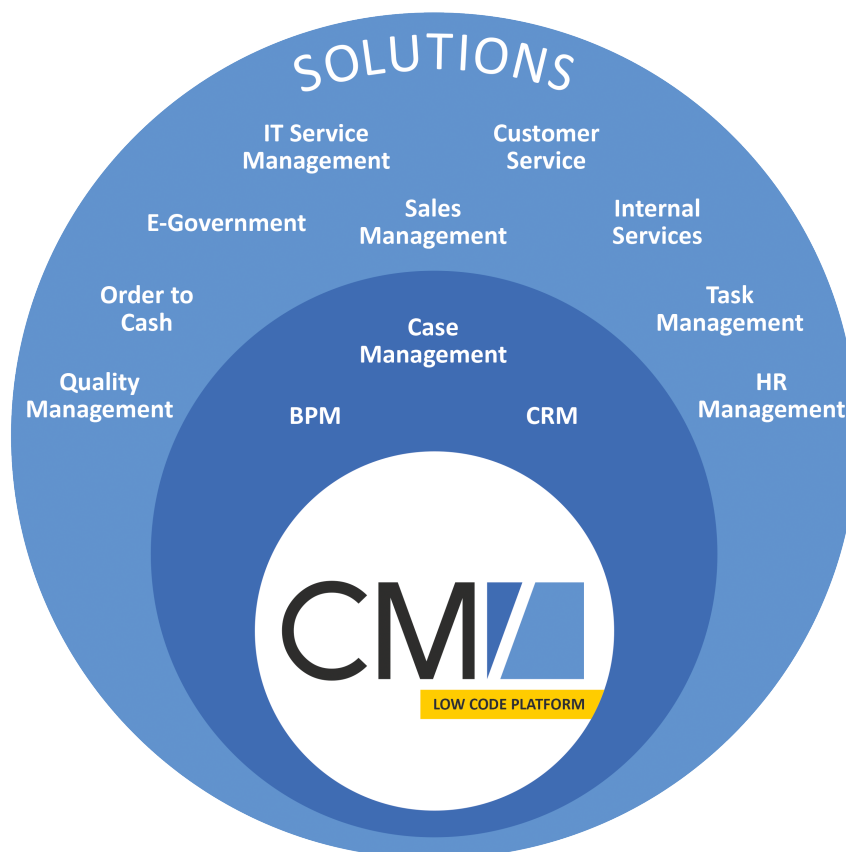 SOLUTIONS
IT Service
Management
Customer
Service
E-Government
Sales
Management
Internal
Services
Order to
Cash
Task
Management
Quality
Management
HR
Management
Case
Management
BPM
CRM
CM
LOW CODE PLATFORM